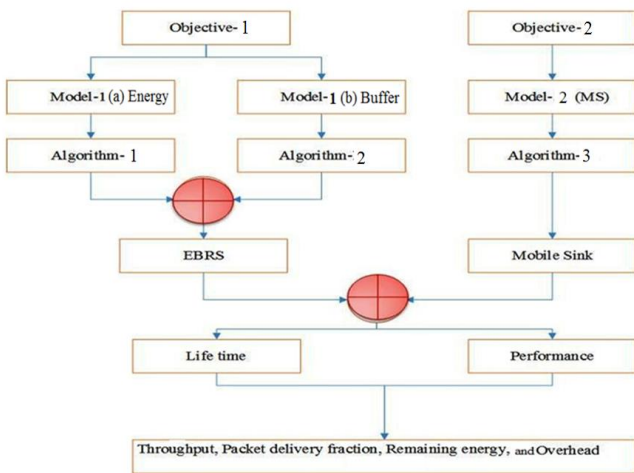 Objective-1
Objective-2
Model-1 (a) Energy
Model-1 (b) Buffer
Model- 2 (MS)
Algorithm- 1
Algorithm-2
Algorithm-3
EBRS
Mobile Sink
Life time
Performance
Throughput, Packet delivery fraction, Remaining energy, and Overhead